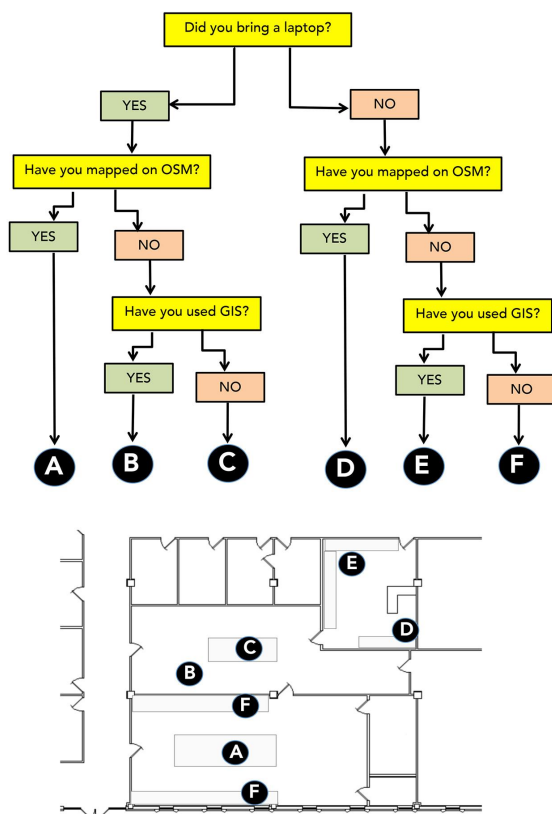 Did you bring a laptop?
YES
NO
Have you mapped on OSM?
Have you mapped on OSM?
YES
NO
YES
NO
Have you used GIS?
Have you used GIS?
YES
NO
YES
NO
A
B
C
D
E
F
E
D
C
B
F
A
F